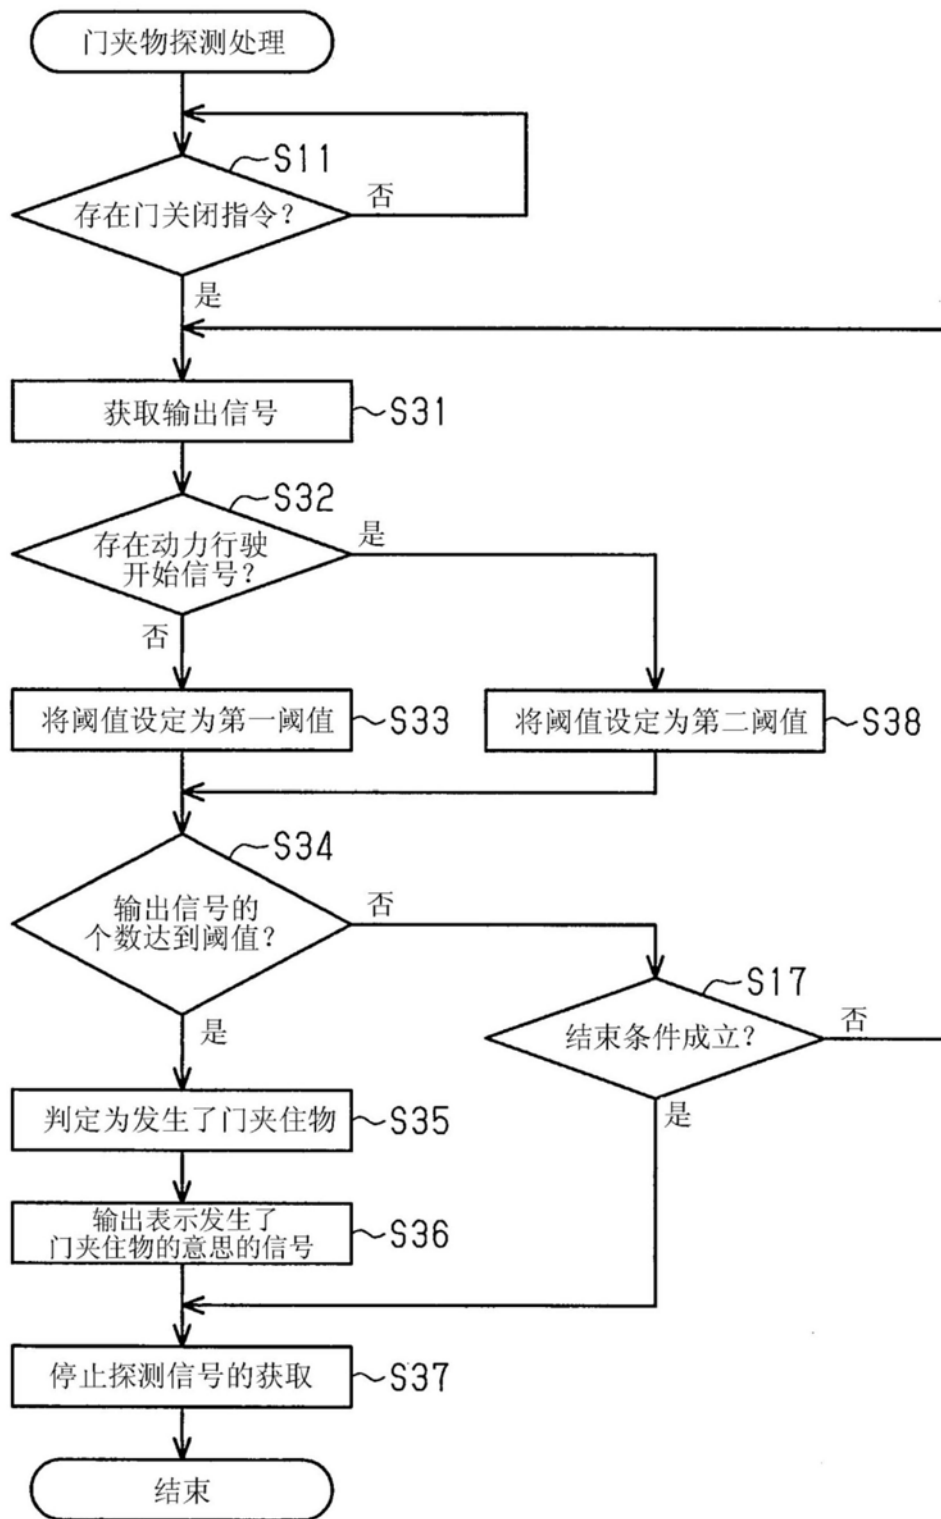 门夹物探测处理
S11
存在门关闭指令？
否
是
获取输出信号
S31
S32
存在动力行驶
开始信号？
是
否
将阈值设定为第一阈值
S33
将阈值设定为第二阈值
S38
S34
输出信号的
个数达到阈值？
否
是
S17
结束条件成立？
否
是
判定为发生了门夹住物
S35
输出表示发生了
门夹住物的意思的信号
S36
停止探测信号的获取
S37
结束